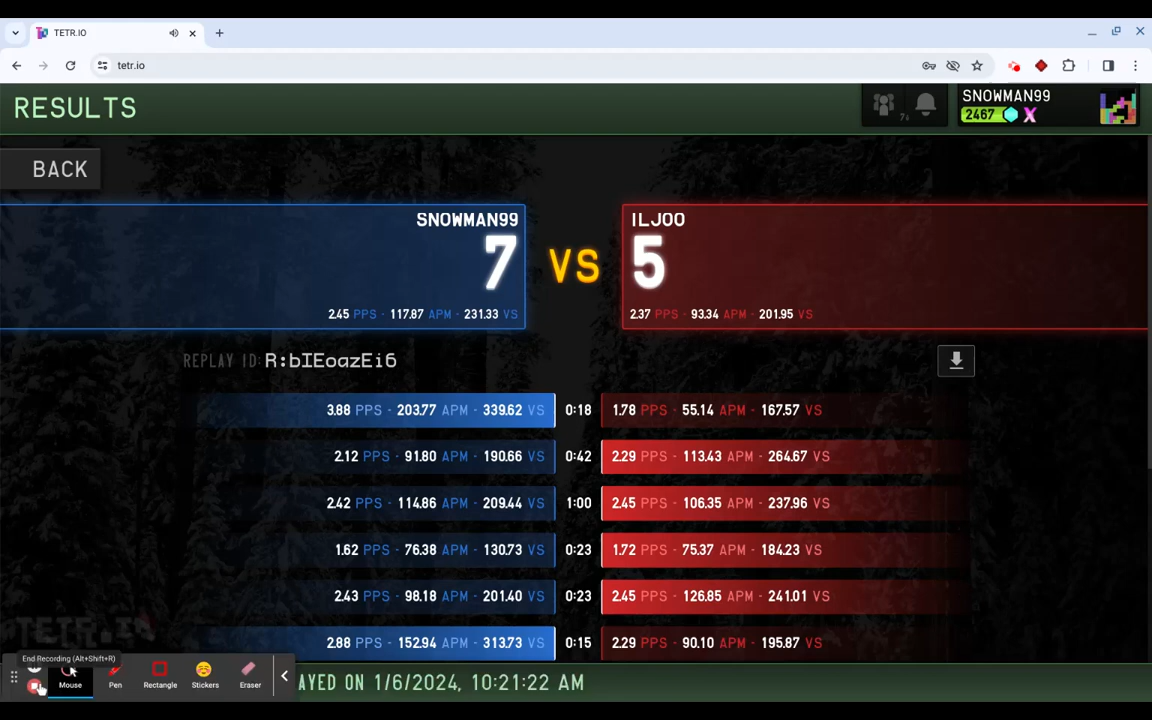 TETR.IO
tetr.io
RESULTS
74
SNOWMAN99
2467 X
BACK
SNOWMAN99
7
2.45 PPS - 117.87 APM - 231.33 VS
VS
ILJOO
5
2.37 PPS - 93.34 APM - 201.95 VS
REPLAY ID: R:bIEoazEi6
3.88 PPS - 203.77 APM - 339.62 VS 0:18 1.78 PPS - 55.14 APM - 167.57 VS
2.12 PPS - 91.80 APM - 190.66 VS 0:42 2.29 PPS - 113.43 APM - 264.67 VS
2.42 PPS - 114.86 APM - 209.44 VS 1:00 2.45 PPS - 106.35 APM - 237.96 VS
1.62 PPS - 76.38 APM - 130.73 VS 0:23 1.72 PPS - 75.37 APM - 184.23 VS
2.43 PPS - 98.18 APM - 201.40 VS 0:23 2.45 PPS - 126.85 APM - 241.01 VS
2.88 PPS - 152.94 APM - 313.73 VS 0:15 2.29 PPS - 90.10 APM - 195.87 VS
TETR.IO
End Recording (Alt+Shift+R)
Mouse Pen Rectangle Stickers Eraser
AYED ON 1/6/2024, 10:21:22 AM